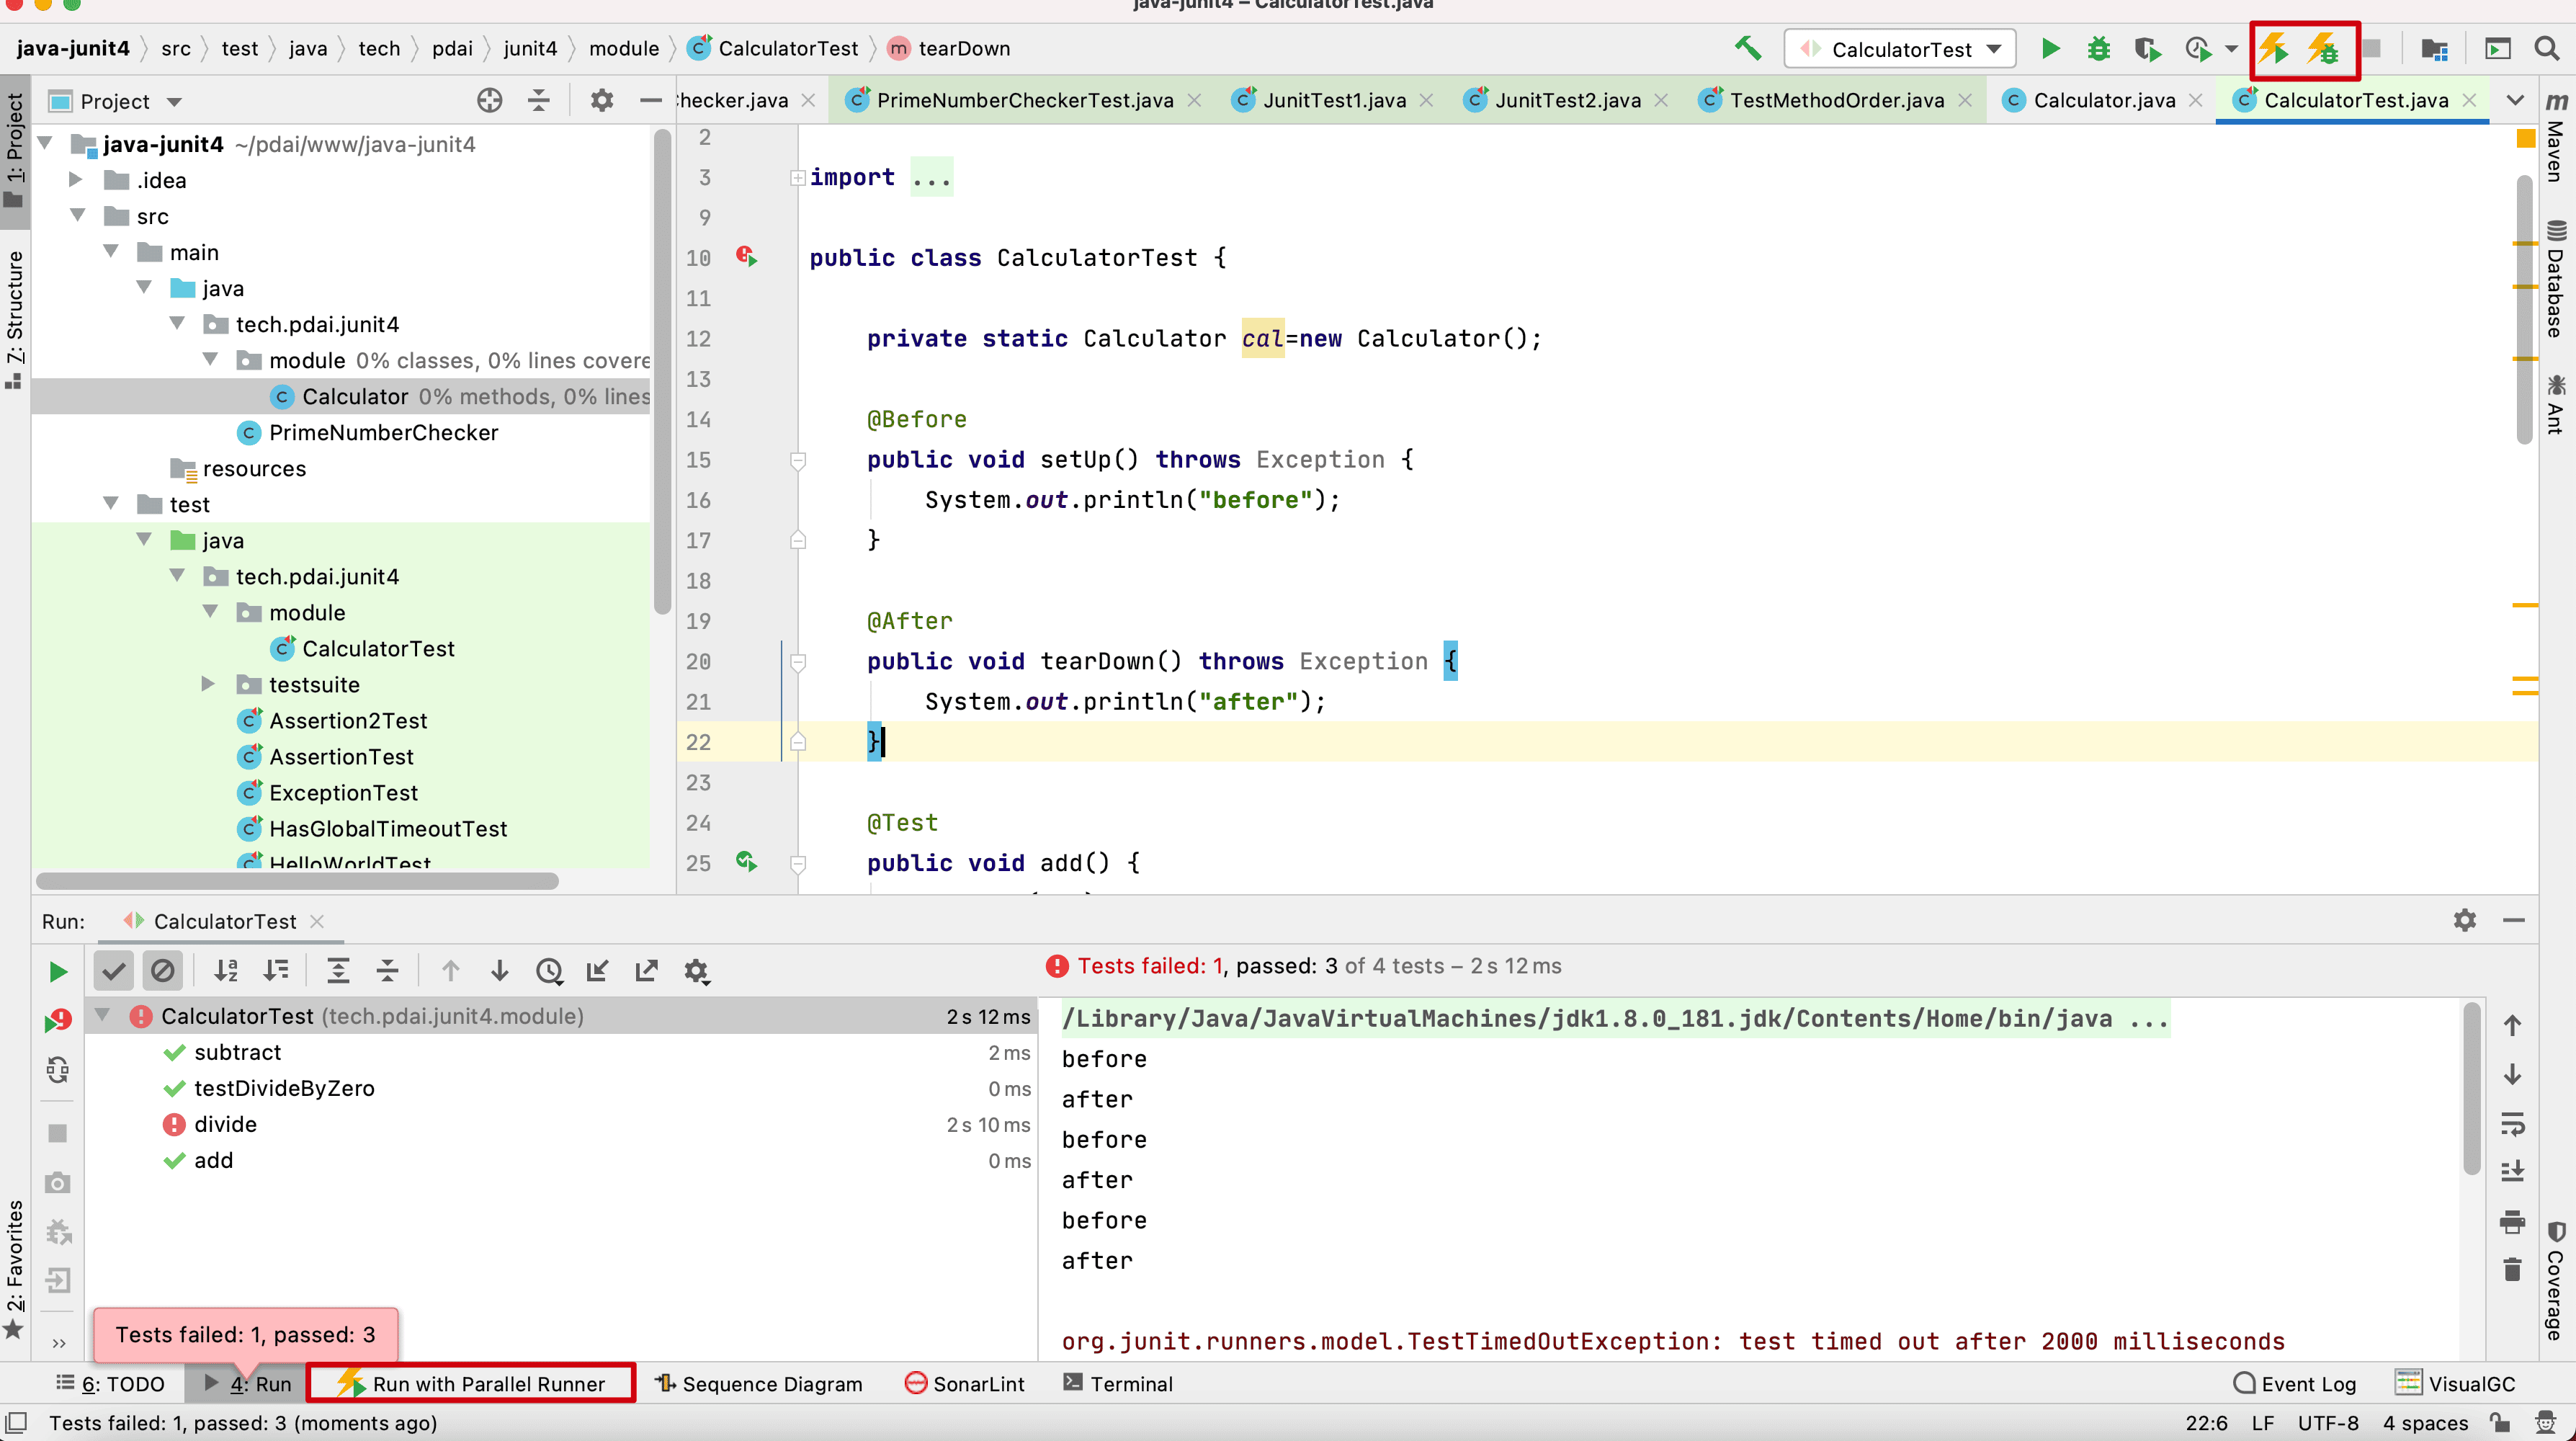 java-junit4 – CalculatorTest.java
java-junit4 src test java tech pdai junit4 module CalculatorTest m tearDown
CalculatorTest
Project
Checker.java PrimeNumberCheckerTest.java JunitTest1.java JunitTest2.java TestMethodOrder.java Calculator.java CalculatorTest.java
1: Project
7: Structure
2: Favorites
java-junit4 ~/pdai/www/java-junit4
.idea
src
main
java
tech.pdai.junit4
module 0% classes, 0% lines covere
Calculator 0% methods, 0% lines
PrimeNumberChecker
resources
test
java
tech.pdai.junit4
module
CalculatorTest
testsuite
Assertion2Test
AssertionTest
ExceptionTest
HasGlobalTimeoutTest
HelloWorldTest
2
3 import ...
9
10 public class CalculatorTest {
11
12 private static Calculator cal=new Calculator();
13
14 @Before
15 public void setUp() throws Exception {
16 System.out.println("before");
17 }
18
19 @After
20 public void tearDown() throws Exception {
21 System.out.println("after");
22 }
23
24 @Test
25 public void add() {
m Maven
Database
Ant
Coverage
Run: CalculatorTest
Tests failed: 1, passed: 3 of 4 tests – 2 s 12 ms
CalculatorTest (tech.pdai.junit4.module) 2 s 12 ms
subtract 2 ms
testDivideByZero 0 ms
divide 2 s 10 ms
add 0 ms
/Library/Java/JavaVirtualMachines/jdk1.8.0_181.jdk/Contents/Home/bin/java ...
before
after
before
after
before
after
org.junit.runners.model.TestTimedOutException: test timed out after 2000 milliseconds
Tests failed: 1, passed: 3
6: TODO 4: Run Run with Parallel Runner Sequence Diagram SonarLint Terminal Event Log VisualGC
Tests failed: 1, passed: 3 (moments ago) 22:6 LF UTF-8 4 spaces